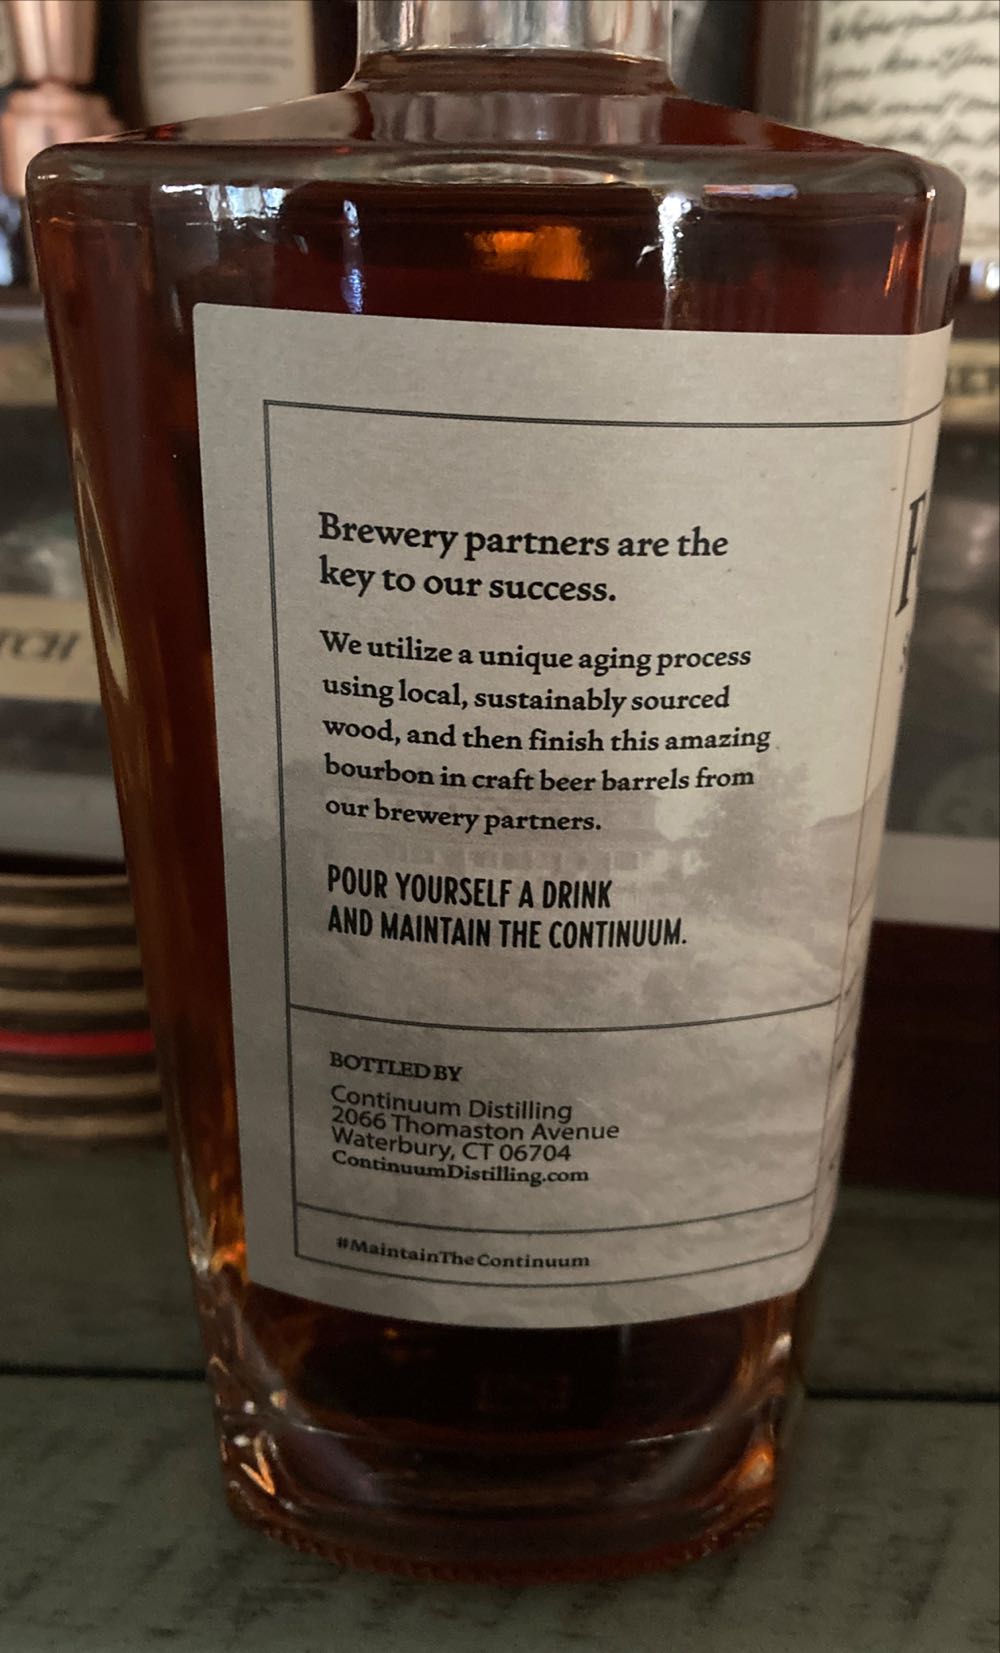 Brewery partners are the
key to our success.
We utilize a unique aging process
using local, sustainably sourced
wood, and then finish this amazing
bourbon in craft beer barrels from
our brewery partners.
POUR YOURSELF A DRINK
AND MAINTAIN THE CONTINUUM.
BOTTLED BY
Continuum Distilling
2066 Thomaston Avenue
Waterbury, CT 06704
ContinuumDistilling.com
#MaintainTheContinuum